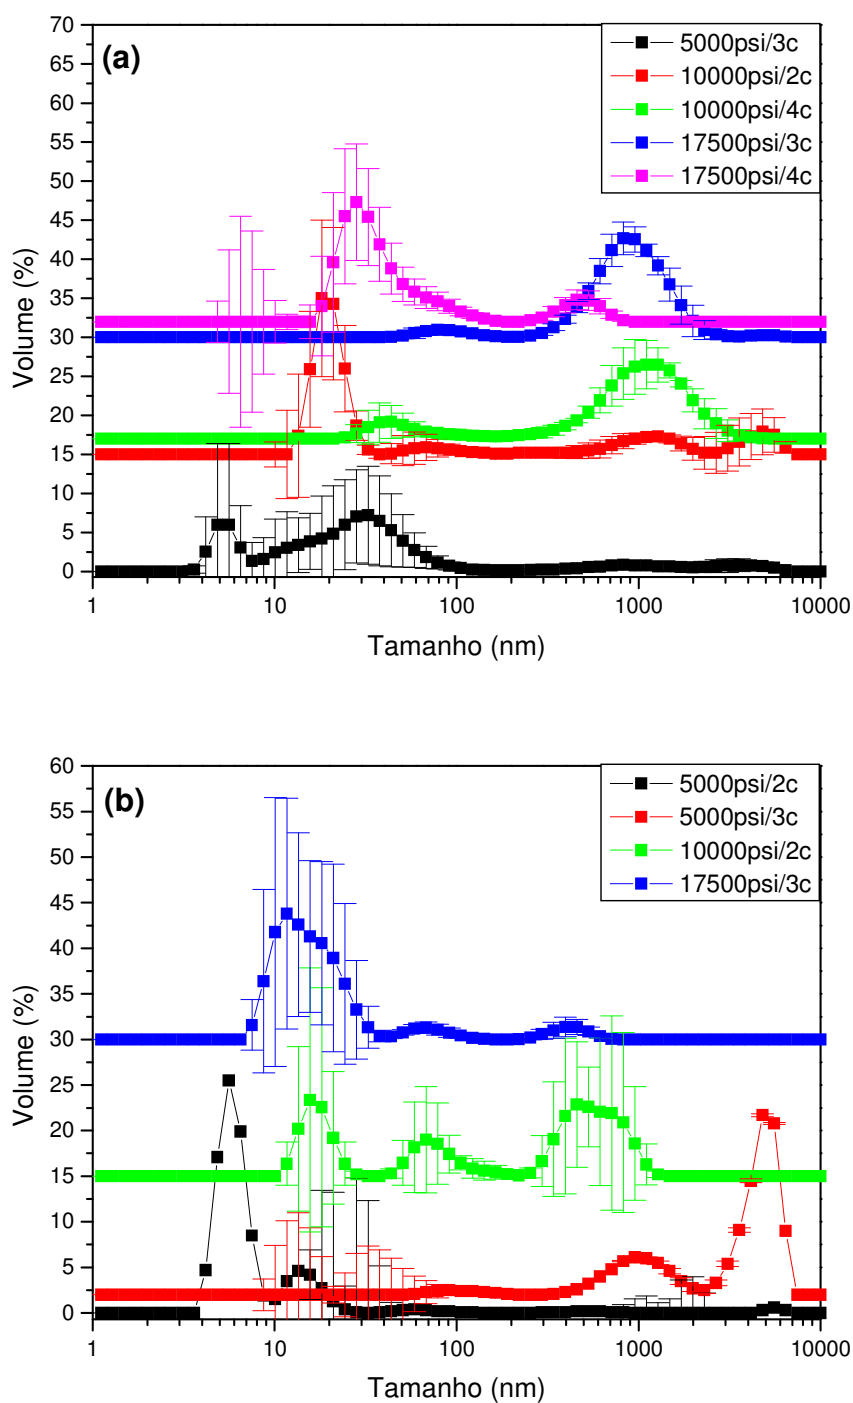 (a)
5000psi/3c
10000psi/2c
10000psi/4c
17500psi/3c
17500psi/4c
70
65
60
55
50
45
40
35
30
25
20
15
10
5
0
Volume (%)
1 10 100 1000 10000
Tamanho (nm)
(b)
5000psi/2c
5000psi/3c
10000psi/2c
17500psi/3c
60
55
50
45
40
35
30
25
20
15
10
5
0
Volume (%)
1 10 100 1000 10000
Tamanho (nm)